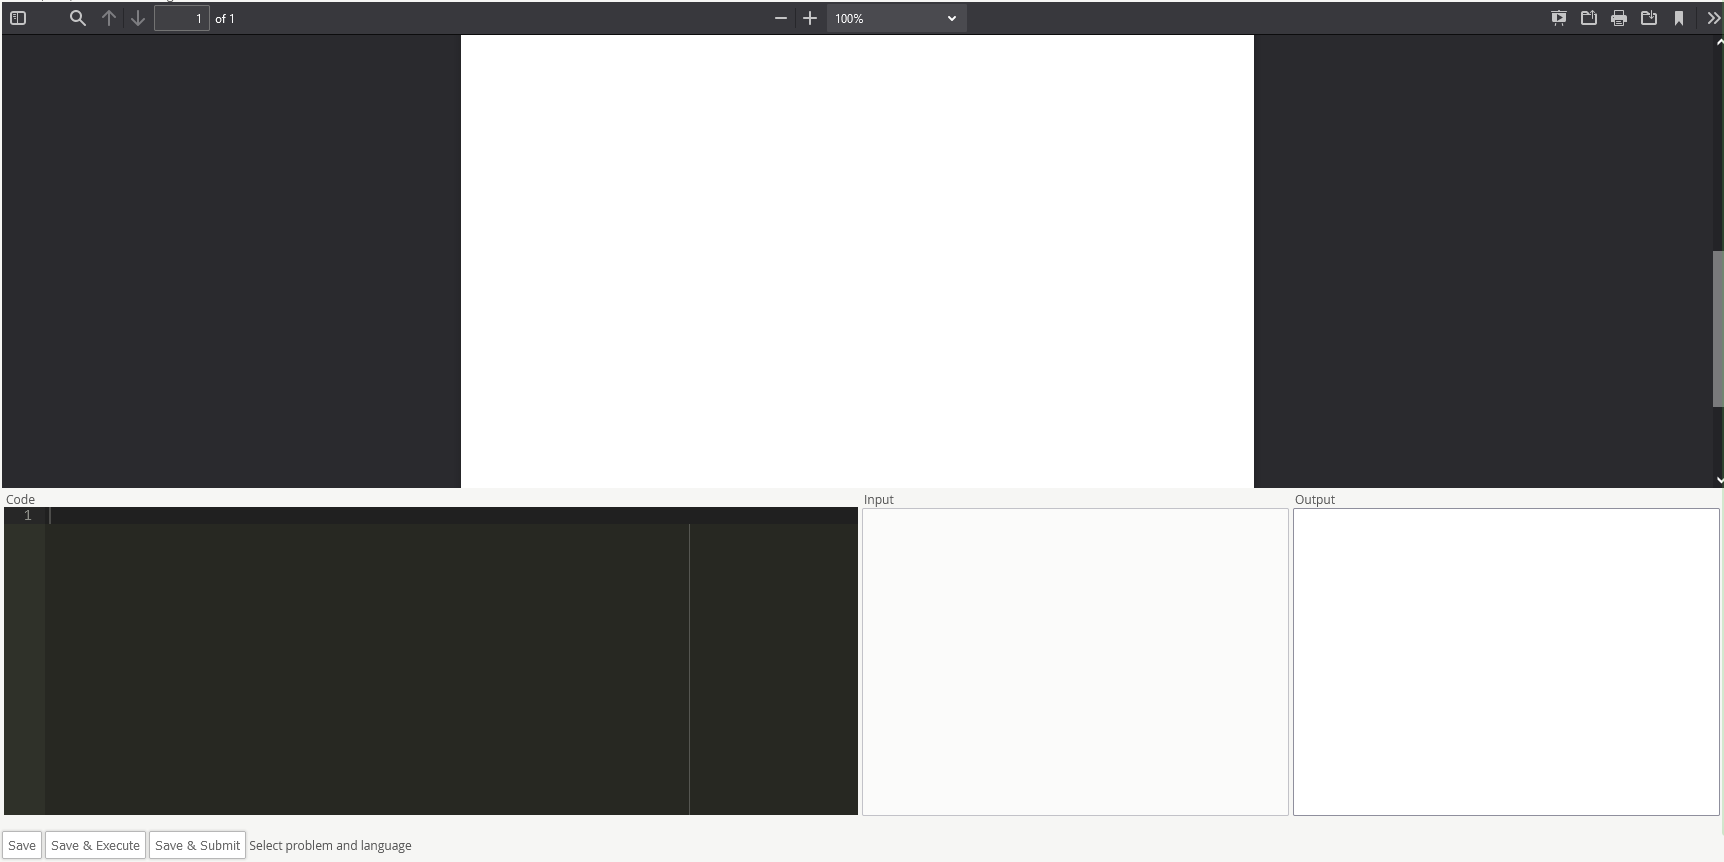 1 of 1 100%
Code Input Output
1
Save Save & Execute Save & Submit Select problem and language